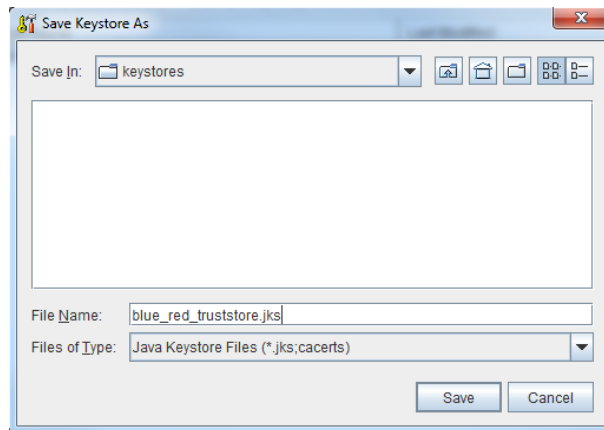 Save Keystore As
Save In: keystores
File Name: blue_red_truststore.jks
Files of Type: Java Keystore Files (*.jks;cacerts)
Save Cancel